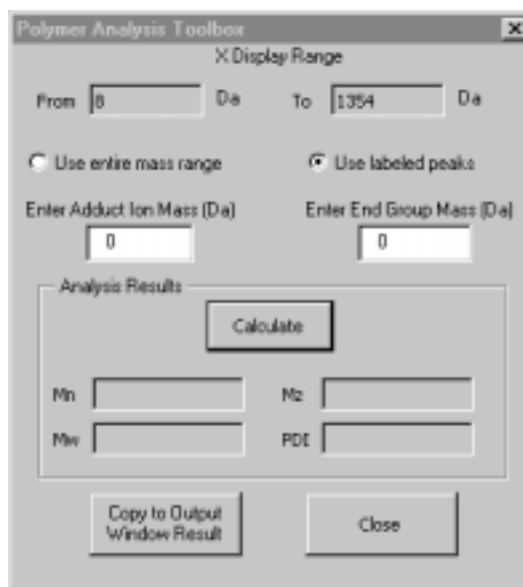 Polymer Analysis Toolbox
X Display Range
From 8 Da To 1354 Da
Use entire mass range Use labeled peaks
Enter Adduct Ion Mass (Da) Enter End Group Mass (Da)
0 0
Analysis Results
Calculate
Mn Mz
Mw PDI
Copy to Output
Window Result
Close